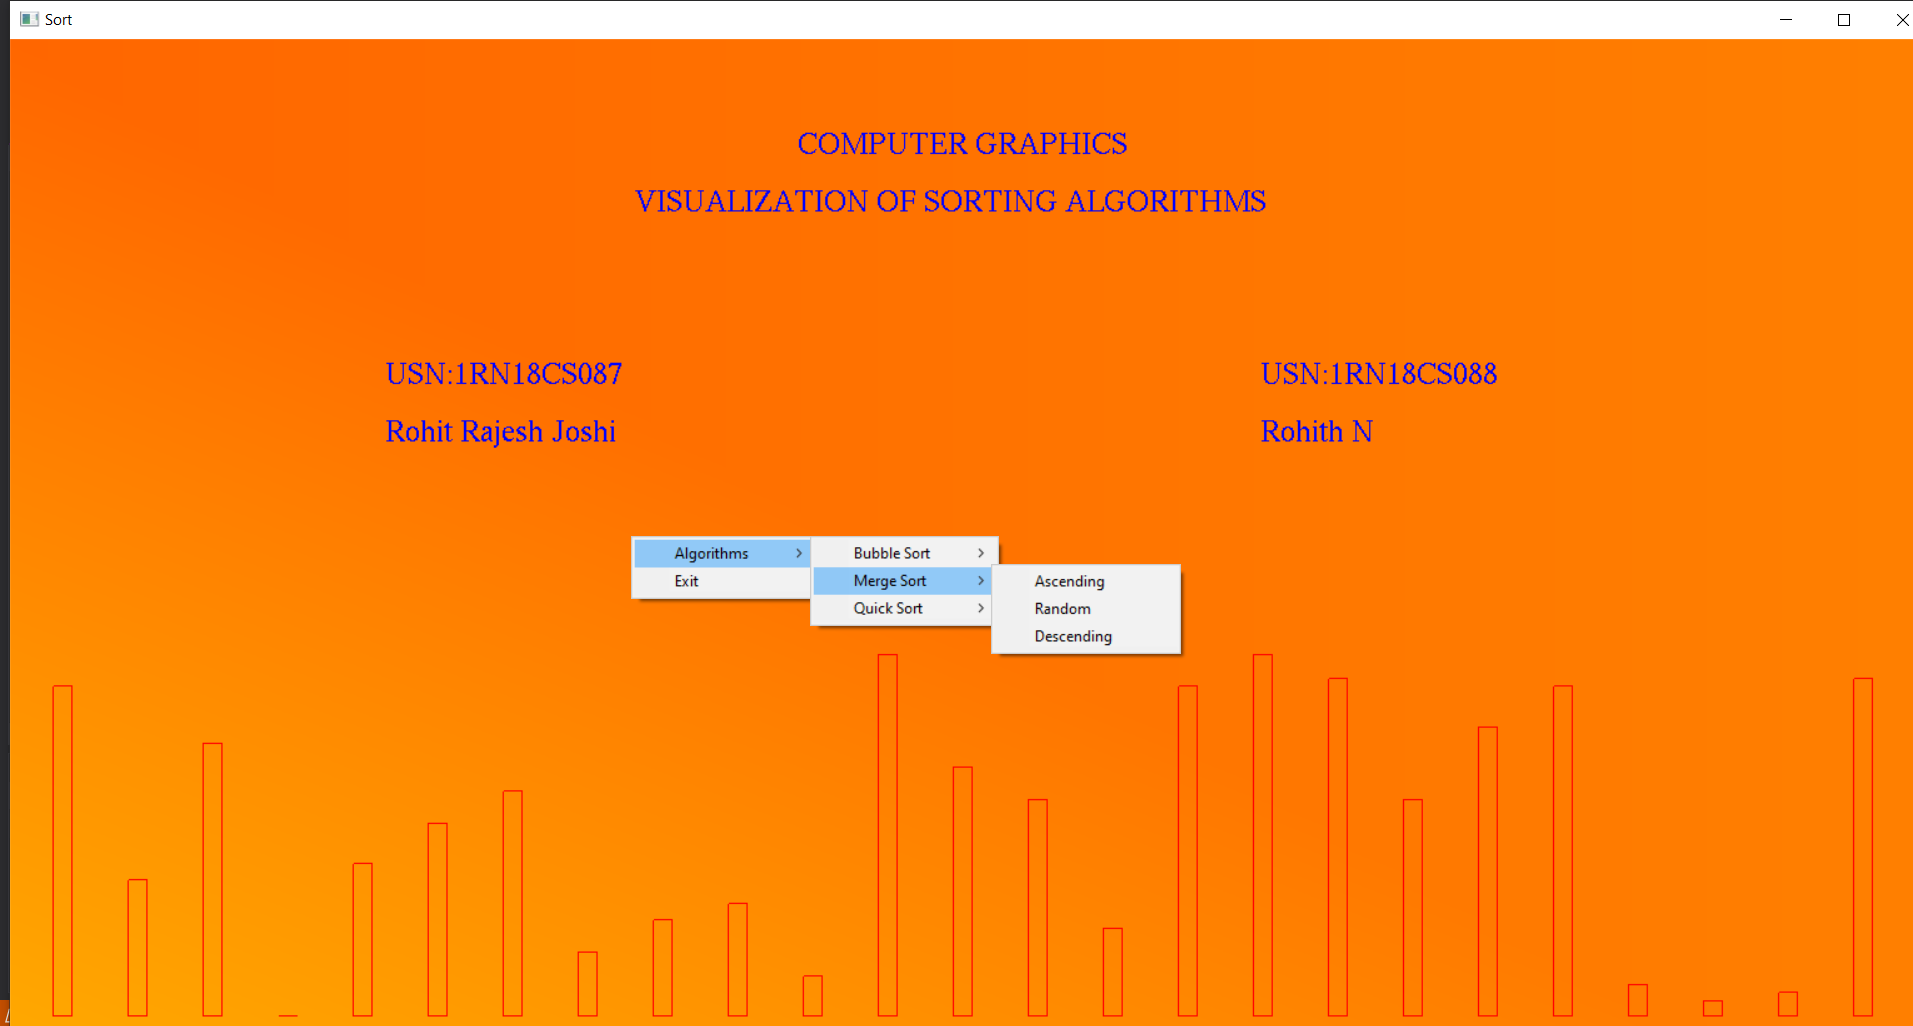 Sort
COMPUTER GRAPHICS
VISUALIZATION OF SORTING ALGORITHMS
USN:1RN18CS087
USN:1RN18CS088
Rohit Rajesh Joshi
Rohith N
Algorithms
Exit
Bubble Sort
Merge Sort
Quick Sort
Ascending
Random
Descending